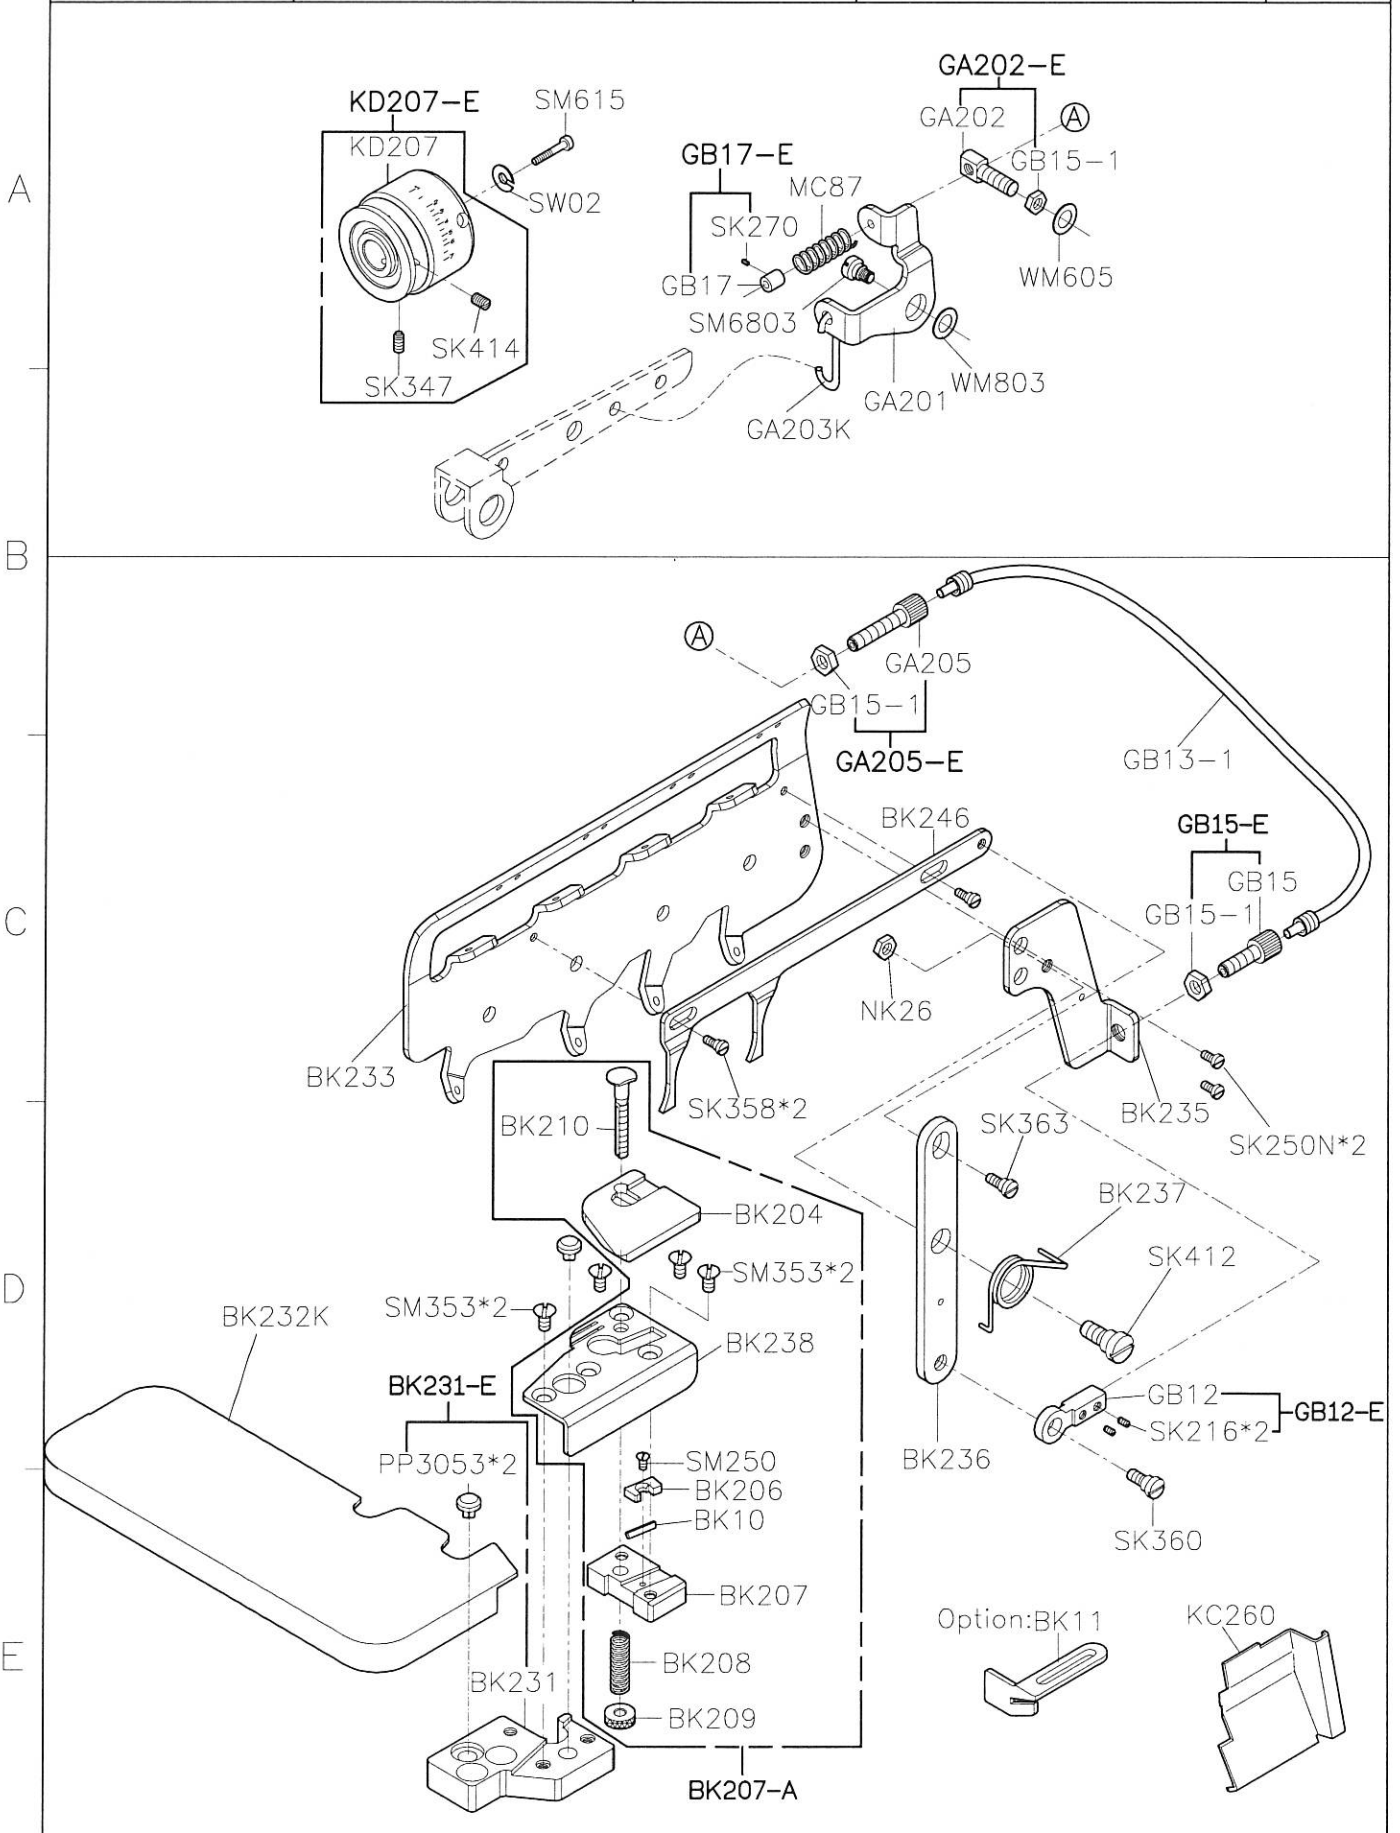 GA202-E
KD207-E
SM615
GA202
A
KD207
GB17-E
GB15-1
A
MC87
SW02
SK270
WM605
GB17
SM6803
SK414
SK347
WM803
GA201
GA203K
B
A
GA205
GB15-1
GA205-E
GB13-1
BK246
GB15-E
GB15
C
GB15-1
NK26
BK233
SK358*2
BK235
BK210
SK363
SK250N*2
BK237
BK204
SK412
SM353*2
D
SM353*2
BK232K
BK238
BK231-E
GB12
GB12-E
SK216*2
PP3053*2
SM250
BK236
BK206
BK10
SK360
BK207
Option:BK11
KC260
E
BK208
BK231
BK209
BK207-A